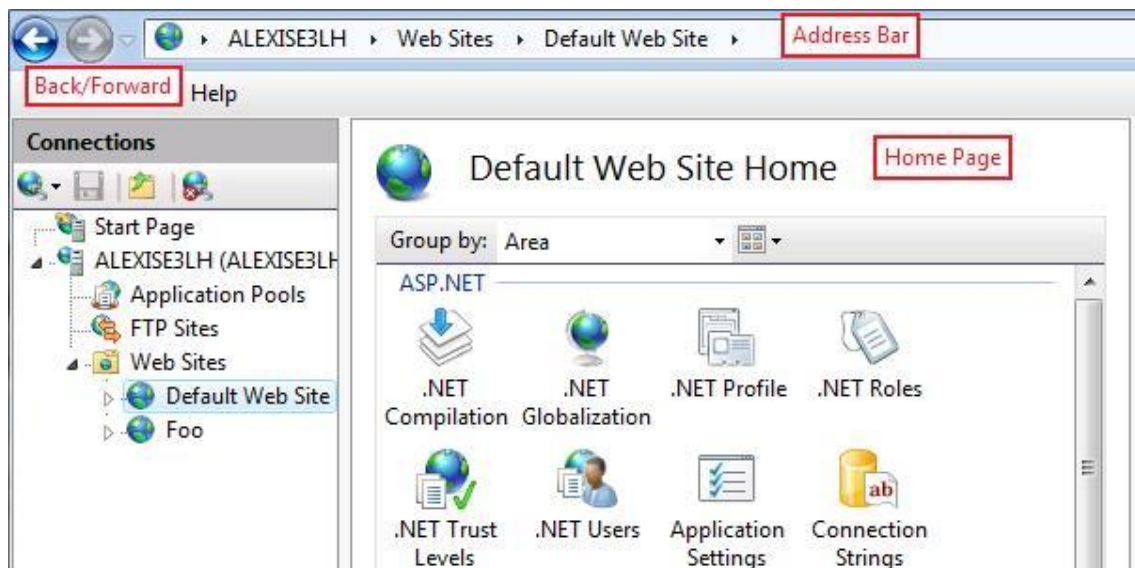 ALEXISE3LH Web Sites Default Web Site Address Bar
Back/Forward Help
Connections
Start Page
ALEXISE3LH (ALEXISE3LH
Application Pools
FTP Sites
Web Sites
Default Web Site
Foo
Default Web Site Home Home Page
Group by: Area
ASP.NET
.NET Compilation
.NET Globalization
.NET Profile
.NET Roles
.NET Trust Levels
.NET Users
Application Settings
ab
Connection Strings